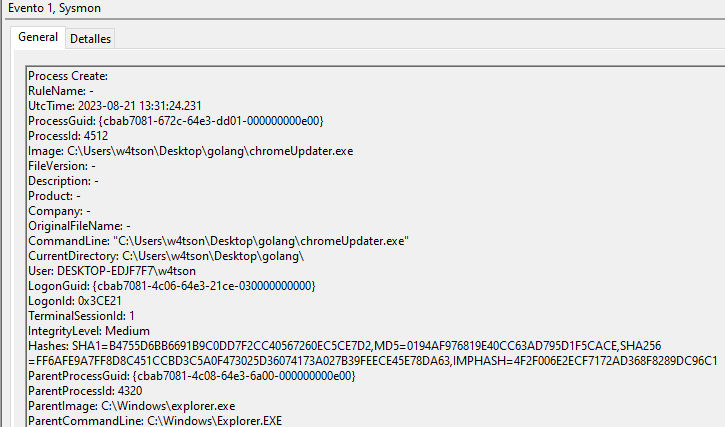 Evento 1, Sysmon
General Detalles
Process Create:
RuleName: -
UtcTime: 2023-08-21 13:31:24.231
ProcessGuid: {cbab7081-672c-64e3-dd01-000000000e00}
ProcessId: 4512
Image: C:\Users\w4tson\Desktop\golang\chromeUpdater.exe
FileVersion: -
Description: -
Product: -
Company: -
OriginalFileName: -
CommandLine: "C:\Users\w4tson\Desktop\golang\chromeUpdater.exe"
CurrentDirectory: C:\Users\w4tson\Desktop\golang\
User: DESKTOP-EDJF7F7\w4tson
LogonGuid: {cbab7081-4c06-64e3-21ce-030000000000}
LogonId: 0x3CE21
TerminalSessionId: 1
IntegrityLevel: Medium
Hashes: SHA1=B4755D6BB6691B9C0DD7F2CC40567260EC5CE7D2,MD5=0194AF976819E40CC63AD795D1F5CACE,SHA256
=FF6AFE9A7FF8D8C451CCBD3C5A0F473025D36074173A027B39FEECE45E78DA63,IMPHASH=4F2F006E2ECF7172AD368F8289DC96C1
ParentProcessGuid: {cbab7081-4c08-64e3-6a00-000000000e00}
ParentProcessId: 4320
ParentImage: C:\Windows\explorer.exe
ParentCommandLine: C:\Windows\Explorer.EXE